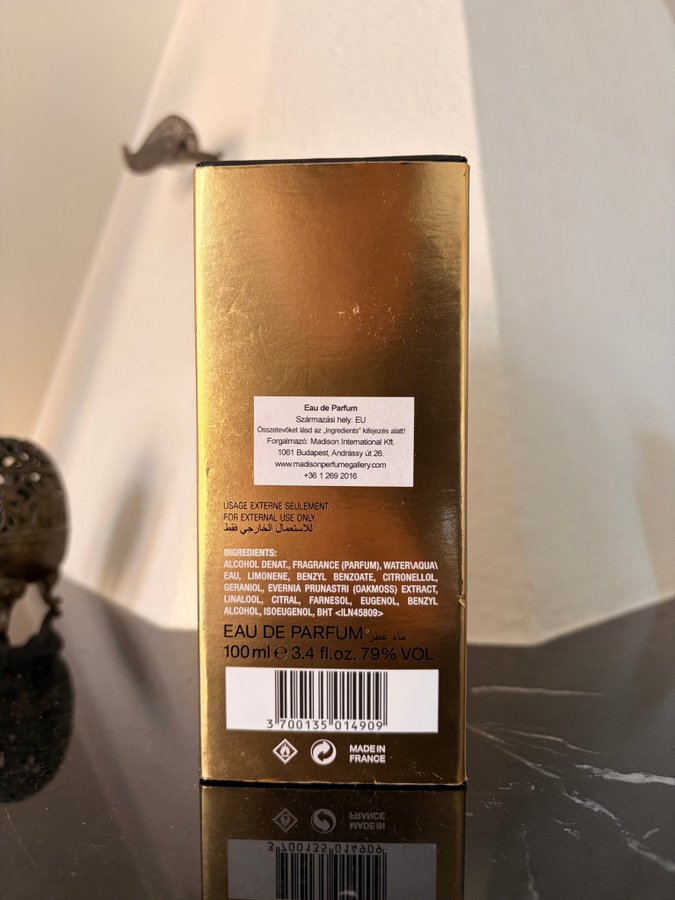 Eau de Parfum
Származási hely: EU
Összetevőket lásd az „Ingredients" kifejezés alatt!
Forgalmazó: Madison International Kft.
1061 Budapest, Andrássy út 26.
www.madisonperfumegallery.com
+36 1 269 2016
USAGE EXTERNE SEULEMENT.
FOR EXTERNAL USE ONLY.
للاستعمال الخارجي فقط
INGREDIENTS:
ALCOHOL DENAT., FRAGRANCE (PARFUM), WATER\AQUA\
EAU, LIMONENE, BENZYL BENZOATE, CITRONELLOL,
GERANIOL, EVERNIA PRUNASTRI (OAKMOSS) EXTRACT,
LINALOOL, CITRAL, FARNESOL, EUGENOL, BENZYL
ALCOHOL, ISOEUGENOL, BHT <ILN45809>
EAU DE PARFUM ماء عطر
100 ml ℮ 3.4 fl.oz. 79% VOL
3 700135 014909
MADE IN
FRANCE